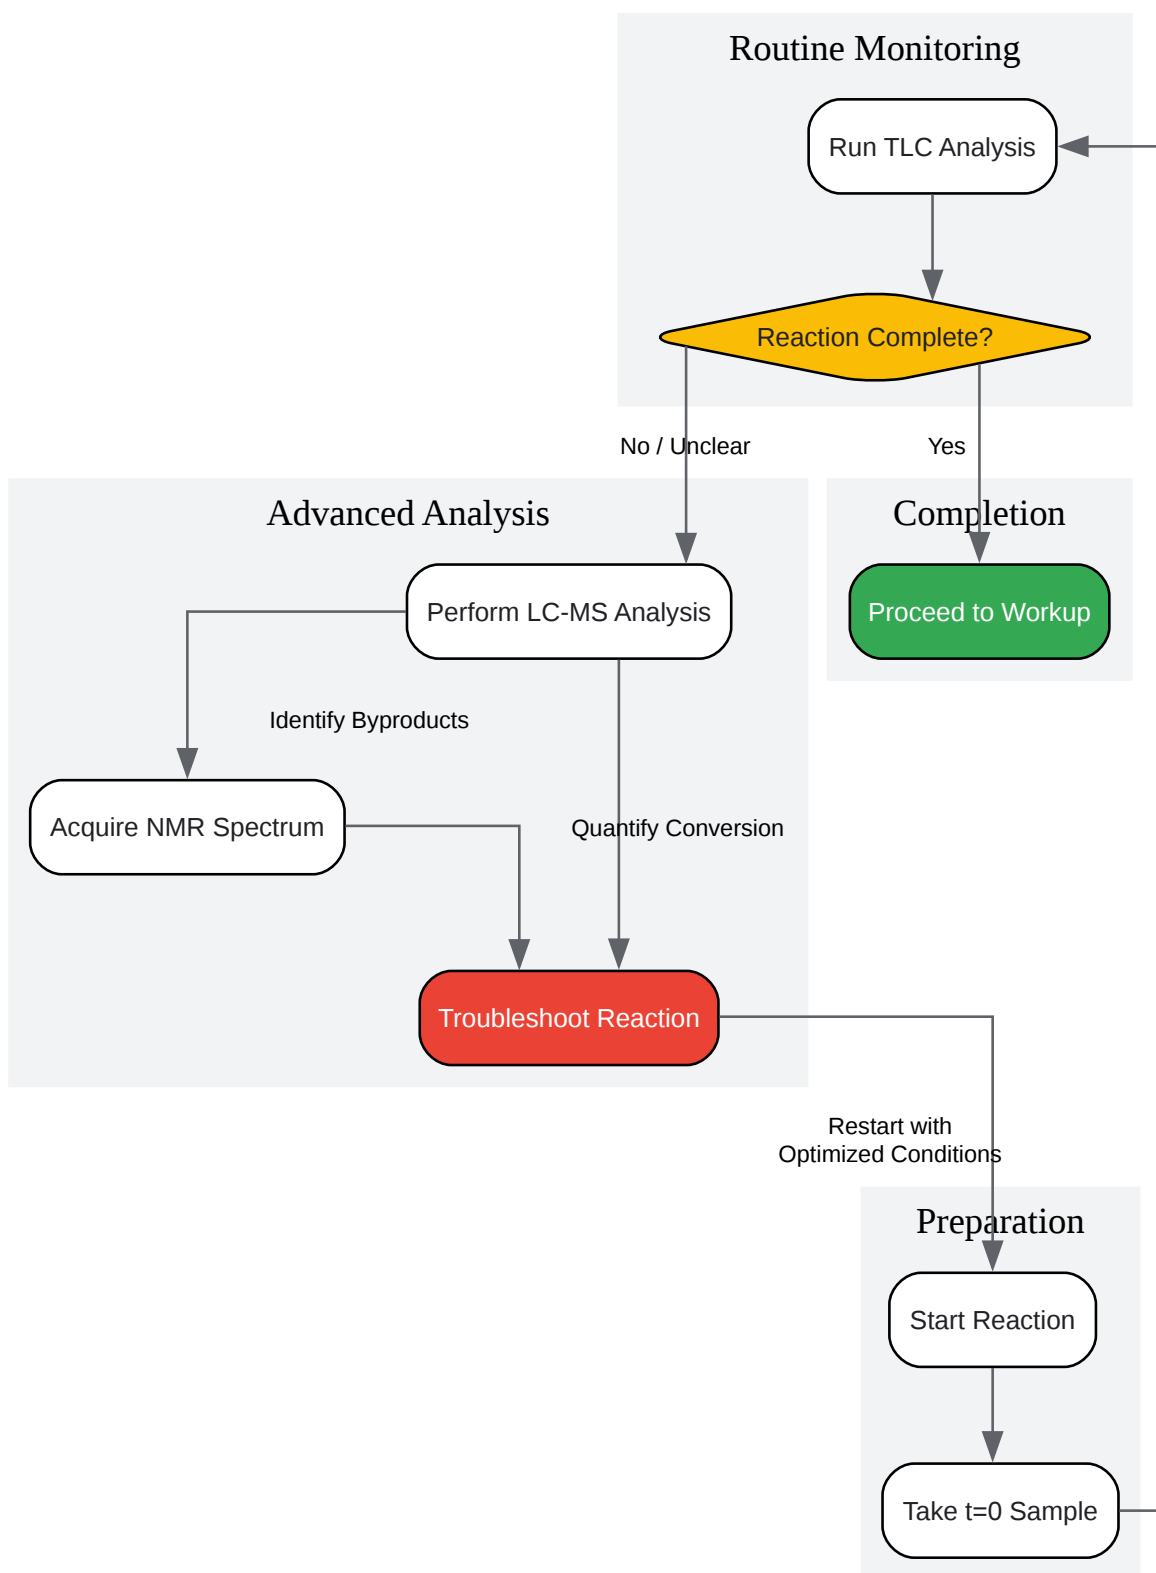 Routine Monitoring
Run TLC Analysis
Reaction Complete?
No / Unclear
Yes
Advanced Analysis
Completion
Perform LC-MS Analysis
Proceed to Workup
Identify Byproducts
Acquire NMR Spectrum
Quantify Conversion
Troubleshoot Reaction
Restart with
Optimized Conditions
Preparation
Start Reaction
Take t=0 Sample